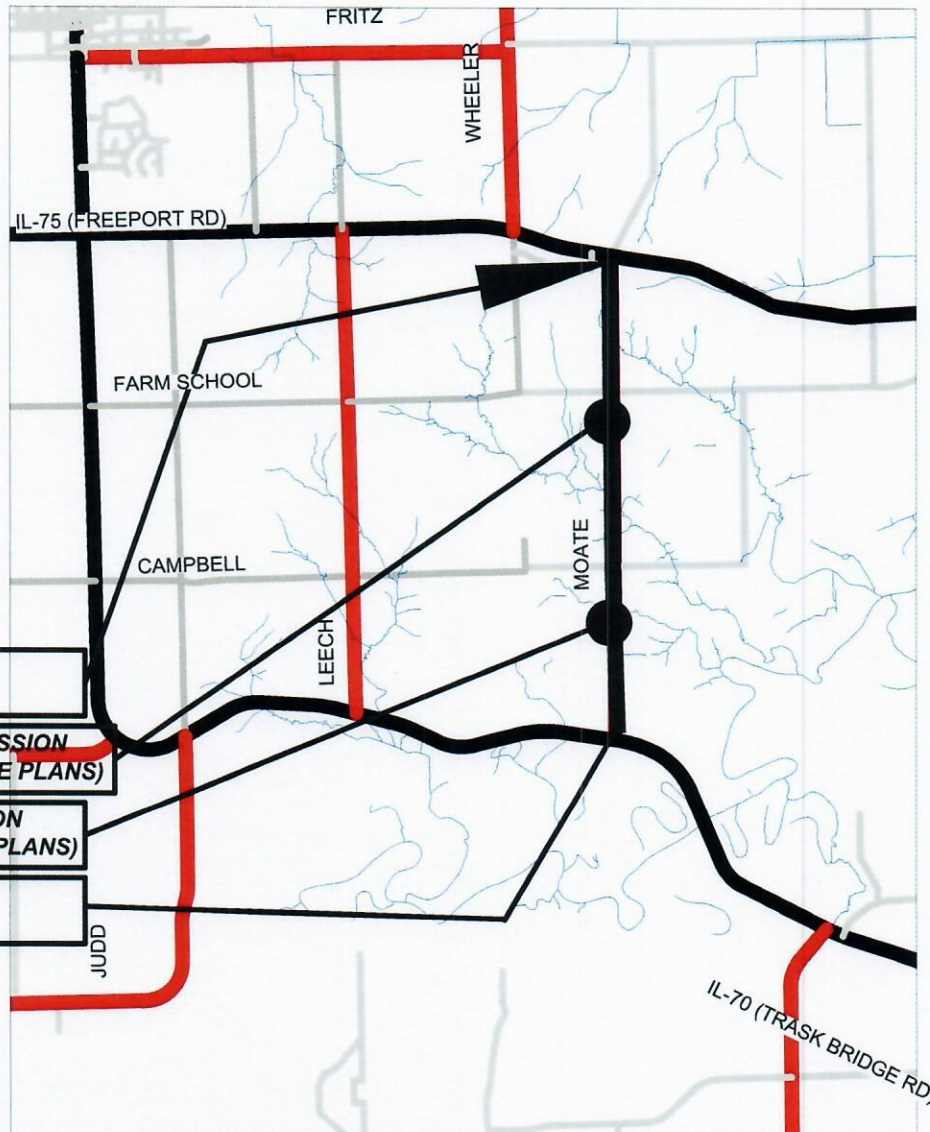 FRITZ
WHEELER
IL-75 (FREEPORT RD)
FARM SCHOOL
CAMPBELL
MOATE
LEECH
SSION
E PLANS)
ON
PLANS)
JUDD
IL-70 (TRASK BRIDGE RD)